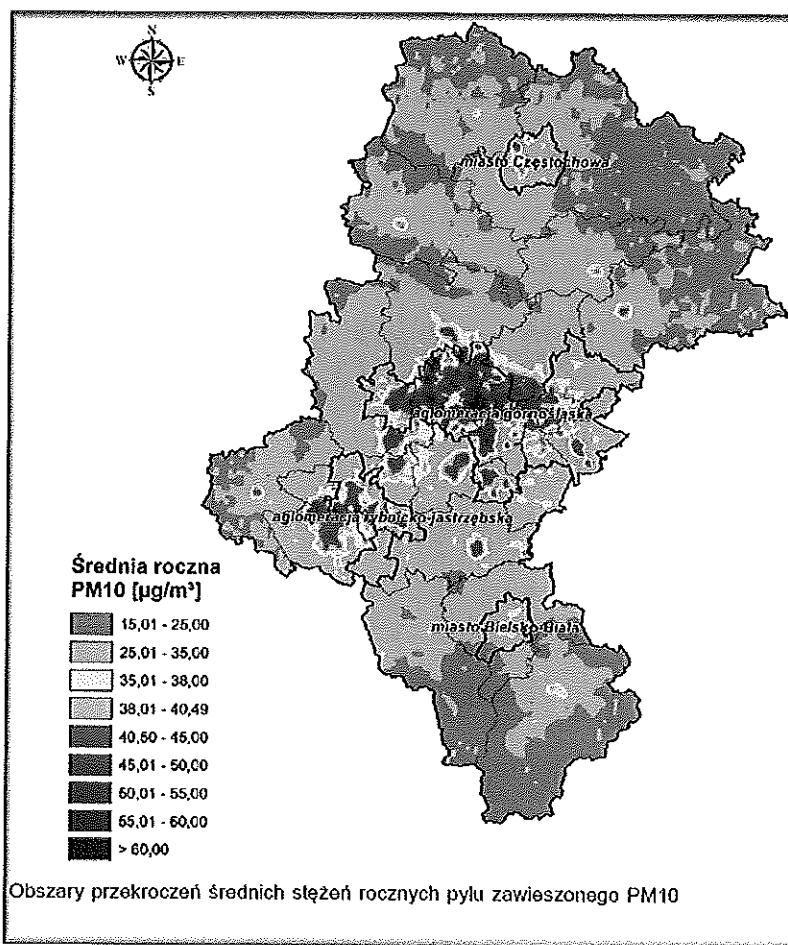 N
W E
S
miasto Częstochowa
aglomeracja górnośląska
aglomeracja rybnicko-jastrzębska
miasto Bielsko-Biała
Średnia roczna
PM10 [µg/m³]
15,01 - 25,00
25,01 - 35,00
35,01 - 38,00
38,01 - 40,49
40,50 - 45,00
45,01 - 50,00
50,01 - 55,00
55,01 - 60,00
> 60,00
Obszary przekroczeń średnich stężeń rocznych pyłu zawieszonego PM10